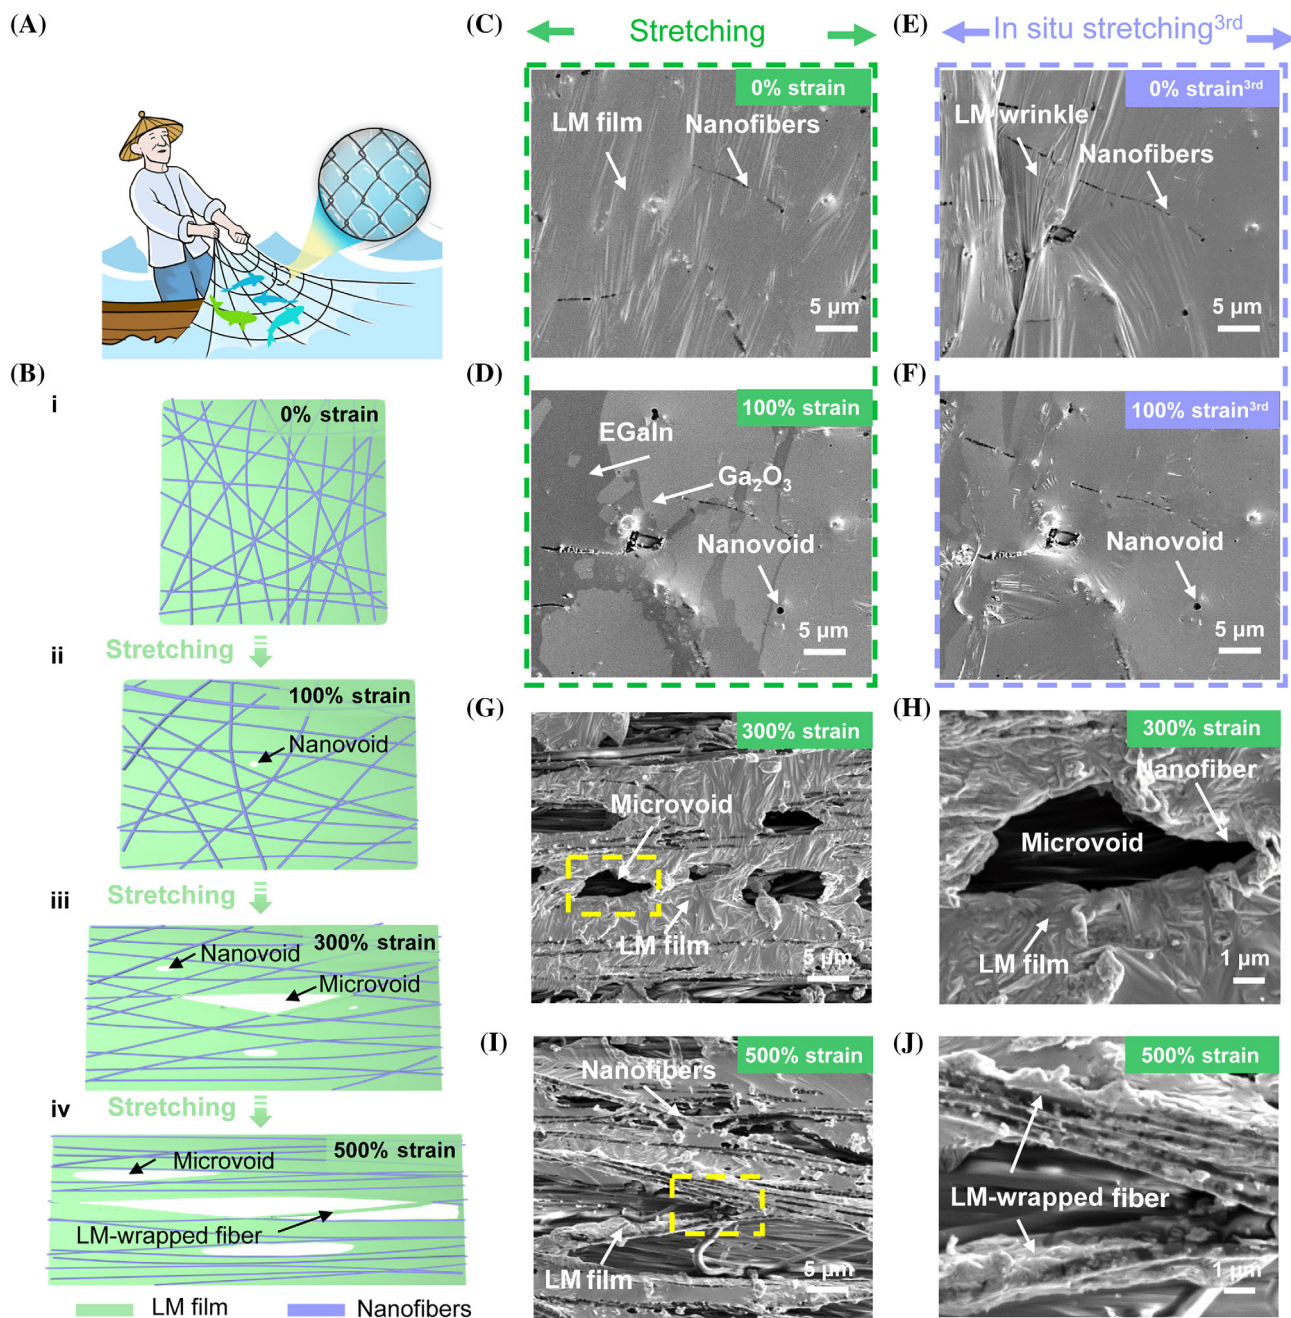 (A)
(B)
i
0% strain
Stretching
ii
100% strain
Nanovoid
Stretching
iii
300% strain
Nanovoid
Microvoid
Stretching
iv
500% strain
Microvoid
LM-wrapped fiber
LM film
Nanofibers
(C)
Stretching
0% strain
LM film
Nanofibers
5 μm
(D)
100% strain
EGaIn
Ga₂O₃
Nanovoid
5 μm
(E)
In situ stretching³ʳᵈ
0% strain³ʳᵈ
LM wrinkle
Nanofibers
5 μm
(F)
100% strain³ʳᵈ
Nanovoid
5 μm
(G)
300% strain
Microvoid
LM film
5 μm
(H)
300% strain
Nanofiber
Microvoid
LM film
1 μm
(I)
500% strain
Nanofibers
LM film
5 μm
(J)
500% strain
LM-wrapped fiber
1 μm